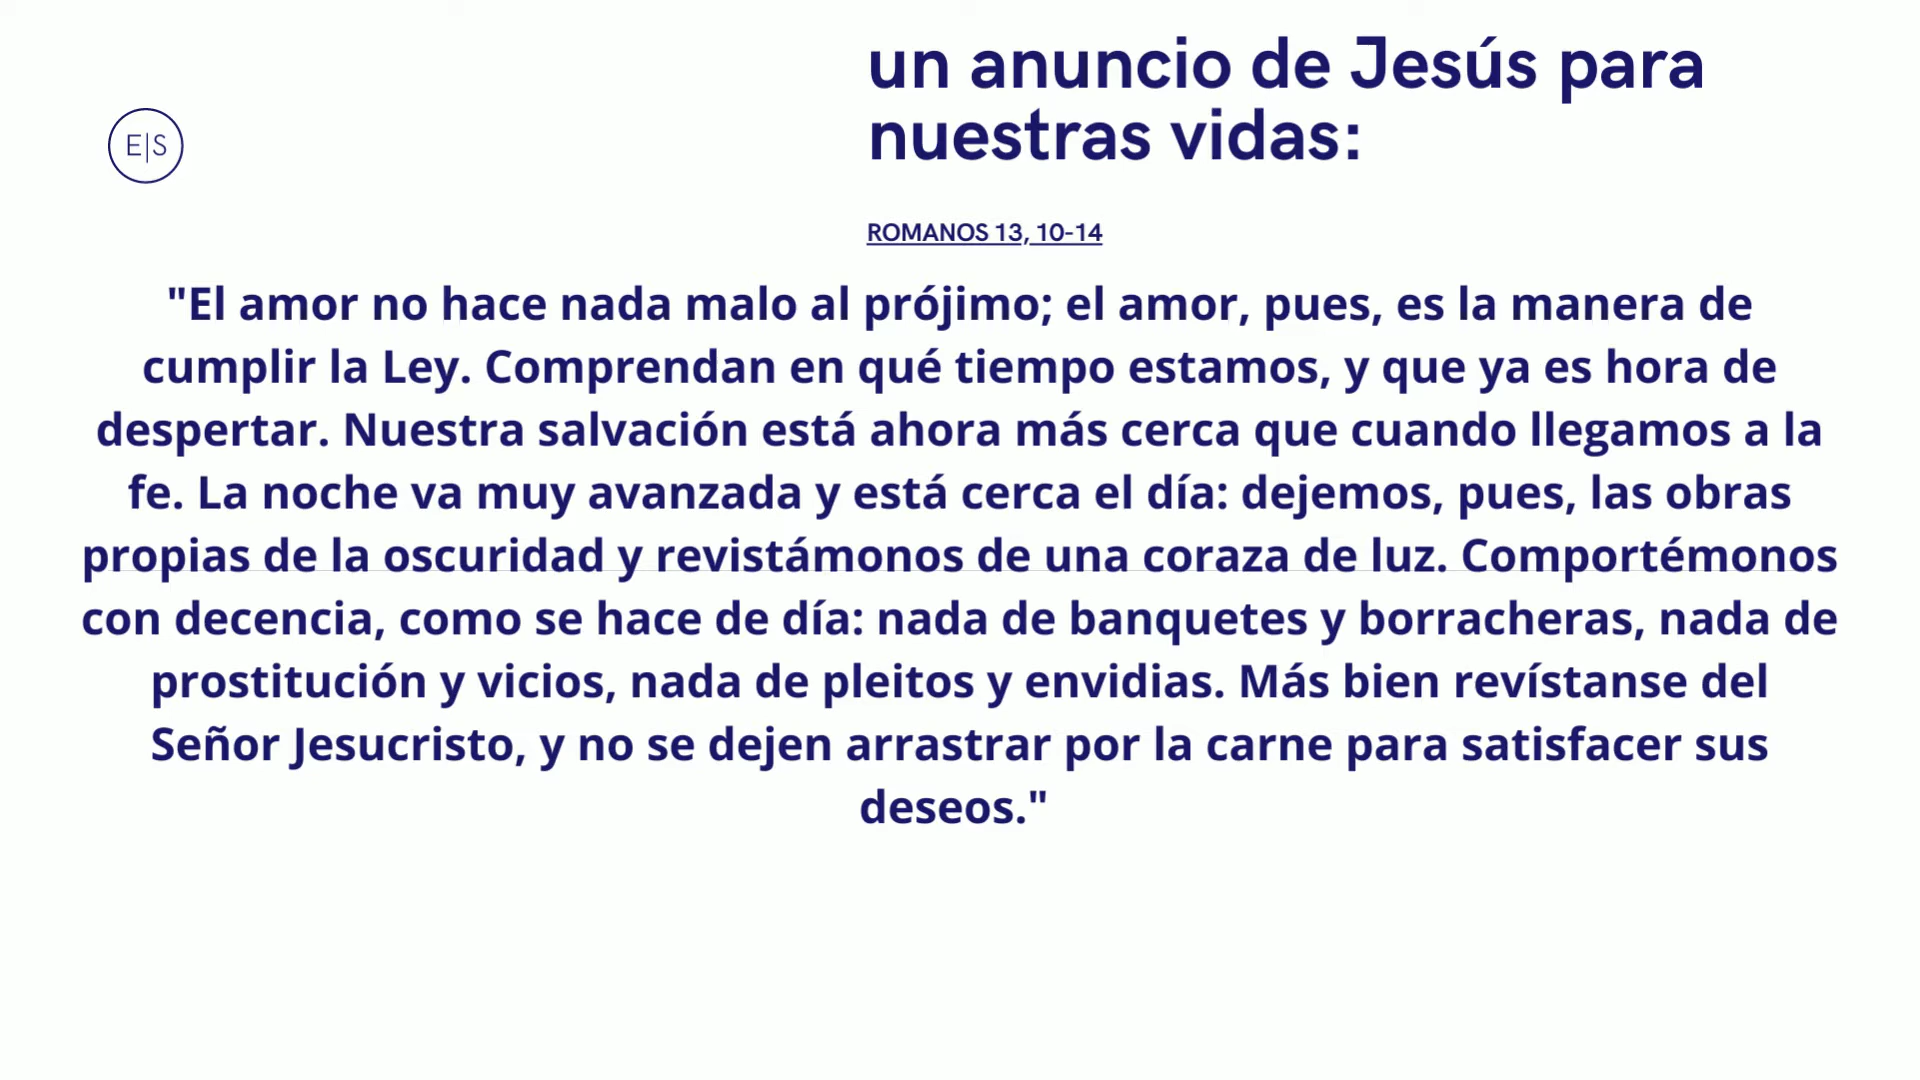 un anuncio de Jesús para
nuestras vidas:
E|S
ROMANOS 13, 10-14
"El amor no hace nada malo al prójimo; el amor, pues, es la manera de
cumplir la Ley. Comprendan en qué tiempo estamos, y que ya es hora de
despertar. Nuestra salvación está ahora más cerca que cuando llegamos a la
fe. La noche va muy avanzada y está cerca el día: dejemos, pues, las obras
propias de la oscuridad y revistámonos de una coraza de luz. Comportémonos
con decencia, como se hace de día: nada de banquetes y borracheras, nada de
prostitución y vicios, nada de pleitos y envidias. Más bien revístanse del
Señor Jesucristo, y no se dejen arrastrar por la carne para satisfacer sus
deseos."